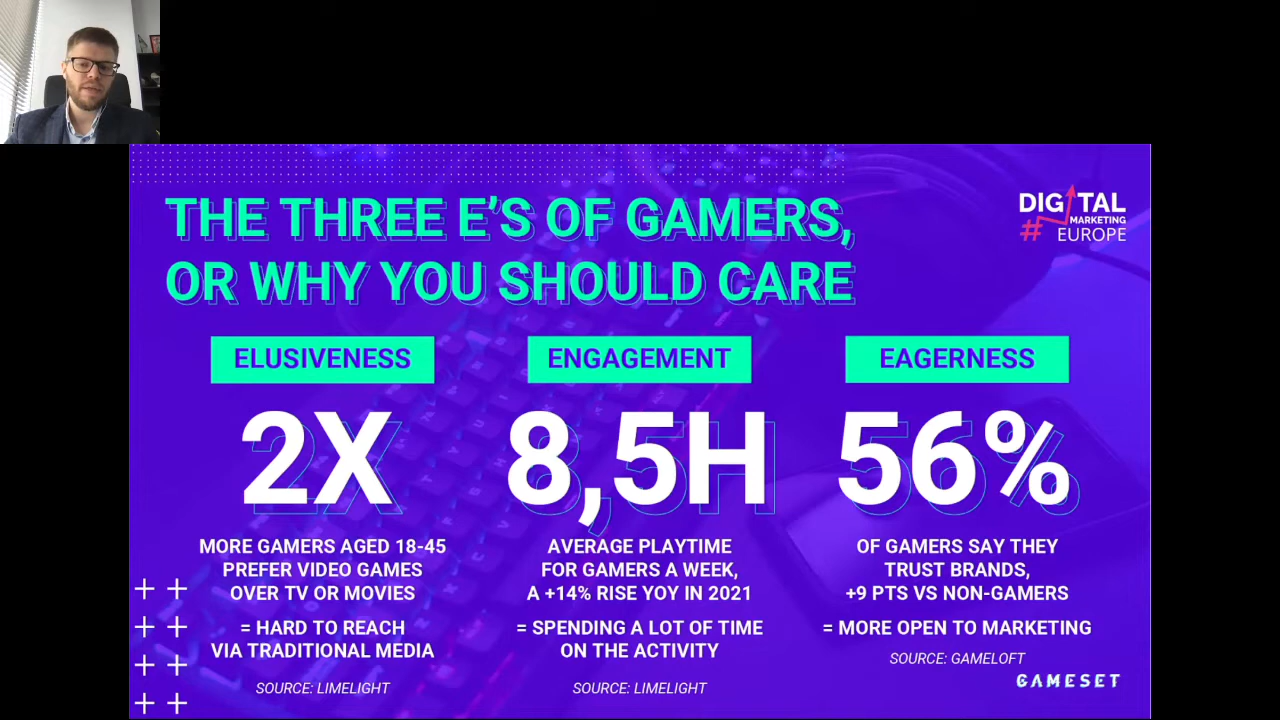 THE THREE E'S OF GAMERS,
OR WHY YOU SHOULD CARE
DIGITAL
MARKETING
# EUROPE
ELUSIVENESS
2X
MORE GAMERS AGED 18-45
PREFER VIDEO GAMES
OVER TV OR MOVIES
= HARD TO REACH
VIA TRADITIONAL MEDIA
SOURCE: LIMELIGHT
ENGAGEMENT
8,5H
AVERAGE PLAYTIME
FOR GAMERS A WEEK,
A +14% RISE YOY IN 2021
= SPENDING A LOT OF TIME
ON THE ACTIVITY
SOURCE: LIMELIGHT
EAGERNESS
56%
OF GAMERS SAY THEY
TRUST BRANDS,
+9 PTS VS NON-GAMERS
= MORE OPEN TO MARKETING
SOURCE: GAMELOFT
GAMESET